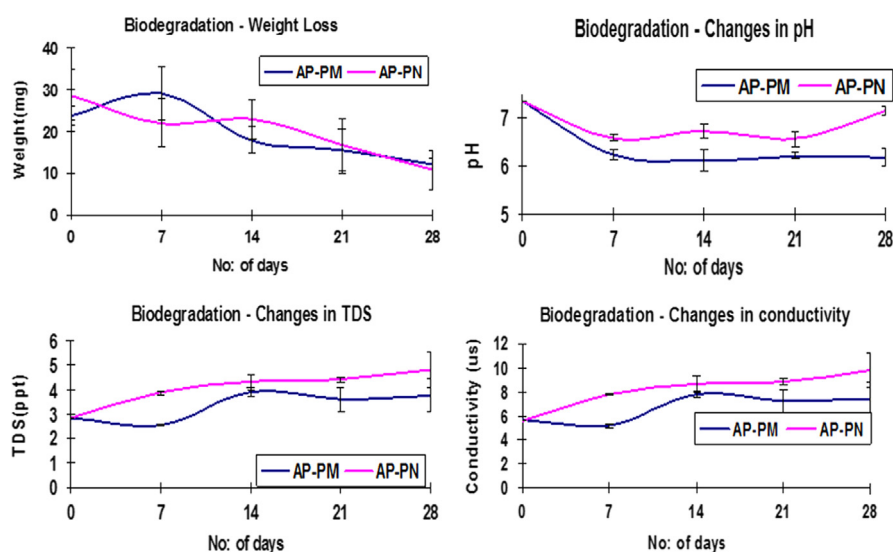 Biodegradation - Weight Loss
Weight(mg)
40
30
20
10
0
AP-PM AP-PN
0 7 14 21 28
No: of days
Biodegradation - Changes in pH
pH
7
6
5
AP-PM AP-PN
0 7 14 21 28
No: of days
Biodegradation - Changes in TDS
TDS(ppt)
6
5
4
3
2
1
0
AP-PM AP-PN
0 7 14 21 28
No: of days
Biodegradation - Changes in conductivity
Conductivity (us)
12
10
8
6
4
2
0
AP-PM AP-PN
0 7 14 21 28
No: of days